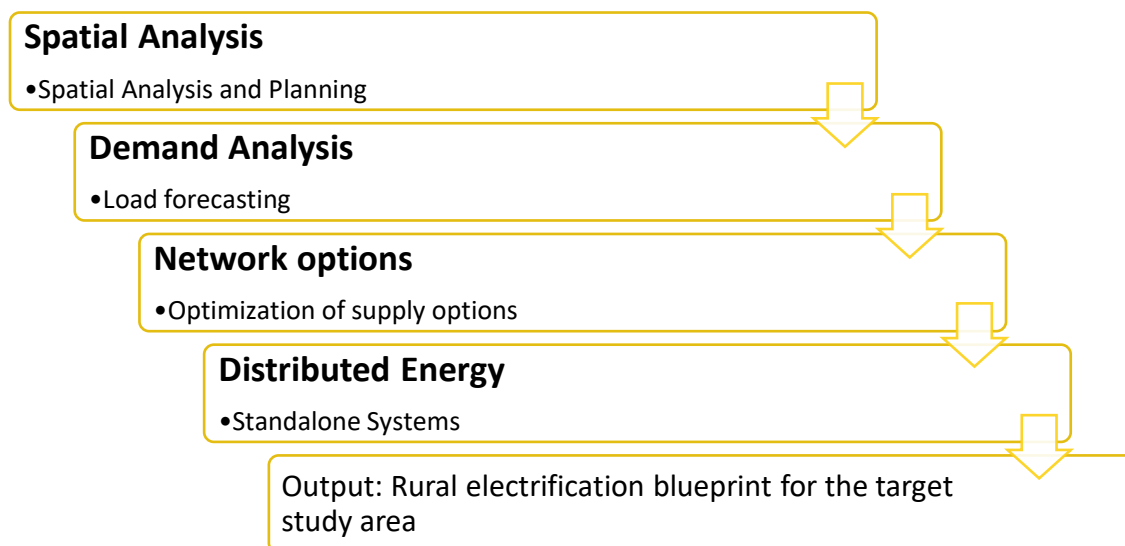 Spatial Analysis
•Spatial Analysis and Planning
Demand Analysis
•Load forecasting
Network options
•Optimization of supply options
Distributed Energy
•Standalone Systems
Output: Rural electrification blueprint for the target
study area